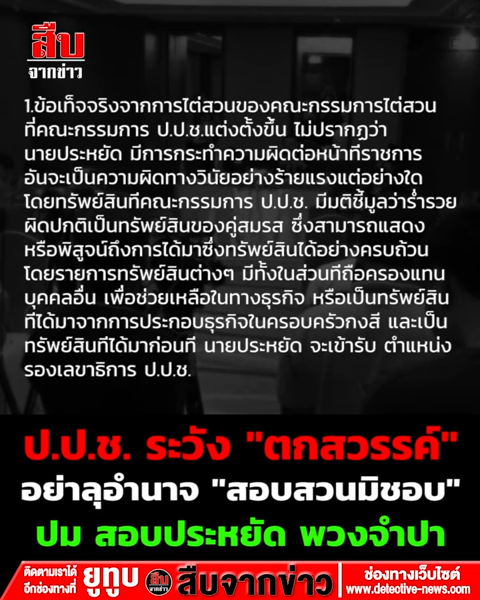 สืบ
จากข่าว
1.ข้อเท็จจริงจากการไต่สวนของคณะกรรมการไต่สวน
ที่คณะกรรมการ ป.ป.ช.แต่งตั้งขึ้น ไม่ปรากฏว่า
นายประหยัด มีการกระทำความผิดต่อหน้าที่ราชการ
อันจะเป็นความผิดทางวินัยอย่างร้ายแรงแต่อย่างใด
โดยทรัพย์สินที่คณะกรรมการ ป.ป.ช. มีมติชี้มูลว่าร่ำรวย
ผิดปกติเป็นทรัพย์สินของคู่สมรส ซึ่งสามารถแสดง
หรือพิสูจน์ถึงการได้มาซึ่งทรัพย์สินได้อย่างครบถ้วน
โดยรายการทรัพย์สินต่างๆ มีทั้งในส่วนที่ถือครองแทน
บุคคลอื่น เพื่อช่วยเหลือในทางธุรกิจ หรือเป็นทรัพย์สิน
ที่ได้มาจากการประกอบธุรกิจในครอบครัวกงสี และเป็น
ทรัพย์สินที่ได้มาก่อนที่ นายประหยัด จะเข้ารับ ตำแหน่ง
รองเลขาธิการ ป.ป.ช.
ป.ป.ช. ระวัง "ตกสวรรค์"
อย่าลุอำนาจ "สอบสวนมิชอบ"
ปม สอบประหยัด พวงจำปา
ติดตามเราได้
อีกช่องทางที่
ยูทูบ
สืบ
จากข่าว
สืบจากข่าว
ช่องทางเว็บไซต์
www.detective-news.com